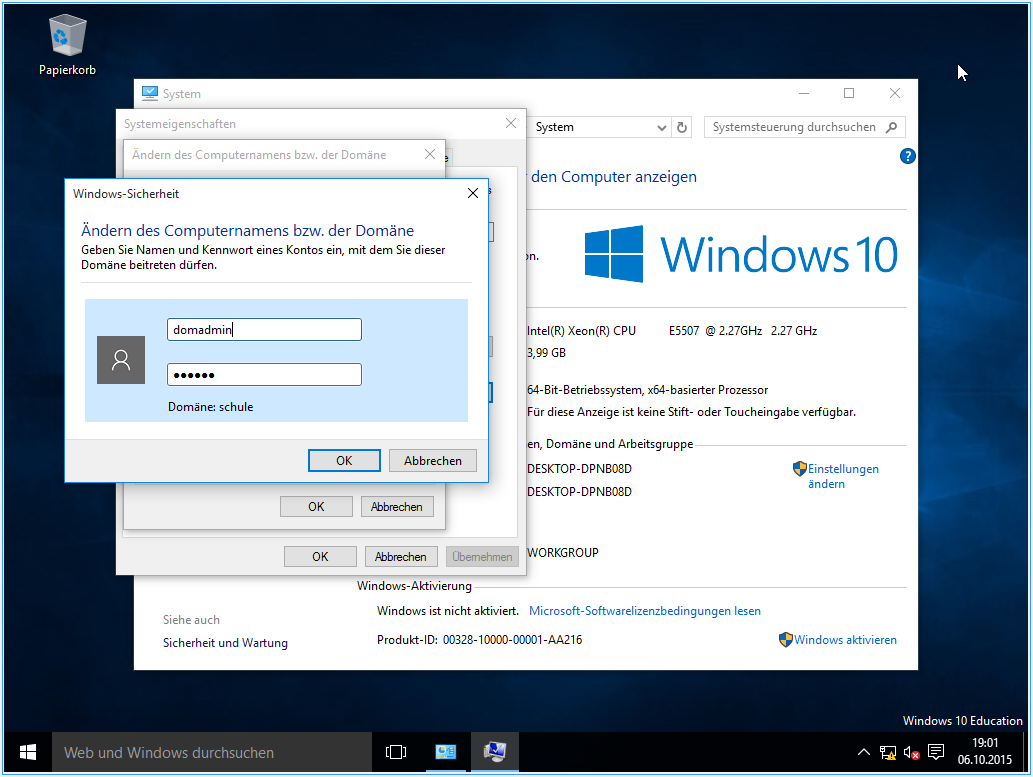 Papierkorb
System
Systemeigenschaften
System
Systemsteuerung durchsuchen
Ändern des Computernamens bzw. der Domäne
?
den Computer anzeigen
Windows-Sicherheit
Ändern des Computernamens bzw. der Domäne
Geben Sie Namen und Kennwort eines Kontos ein, mit dem Sie dieser
Domäne beitreten dürfen.
domadmin
●●●●●●
Domäne: schule
OK
Abbrechen
OK
Abbrechen
OK
Abbrechen
Übernehmen
on.
Windows 10
Intel(R) Xeon(R) CPU E5507 @ 2.27GHz 2.27 GHz
3,99 GB
64-Bit-Betriebssystem, x64-basierter Prozessor
Für diese Anzeige ist keine Stift- oder Toucheingabe verfügbar.
en, Domäne und Arbeitsgruppe
DESKTOP-DPNB08D
Einstellungen
ändern
DESKTOP-DPNB08D
WORKGROUP
Windows-Aktivierung
Windows ist nicht aktiviert. Microsoft-Softwarelizenzbedingungen lesen
Produkt-ID: 00328-10000-00001-AA216
Windows aktivieren
Siehe auch
Sicherheit und Wartung
Windows 10 Education
Web und Windows durchsuchen
19:01
06.10.2015